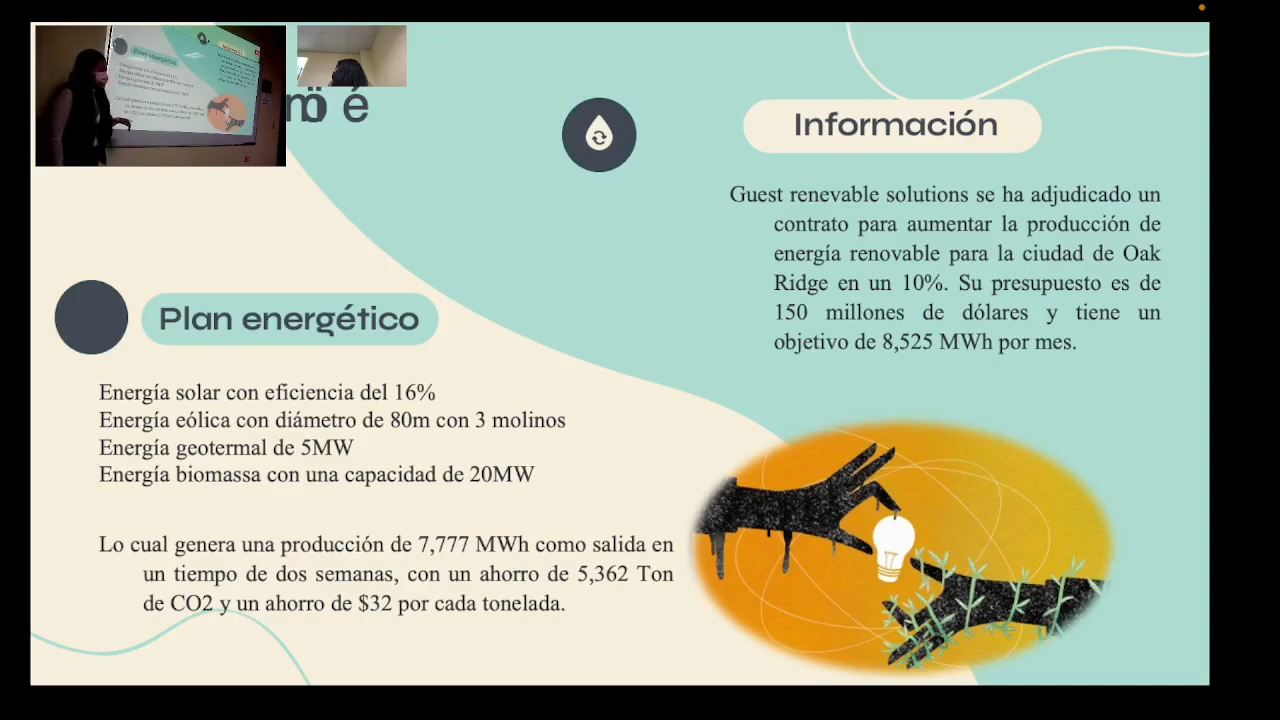 Información
Guest renevable solutions se ha adjudicado un
contrato para aumentar la producción de
energía renovable para la ciudad de Oak
Ridge en un 10%. Su presupuesto es de
150 millones de dólares y tiene un
objetivo de 8,525 MWh por mes.
Plan energético
Energía solar con eficiencia del 16%
Energía eólica con diámetro de 80m con 3 molinos
Energía geotermal de 5MW
Energía biomassa con una capacidad de 20MW
Lo cual genera una producción de 7,777 MWh como salida en
un tiempo de dos semanas, con un ahorro de 5,362 Ton
de CO2 y un ahorro de $32 por cada tonelada.